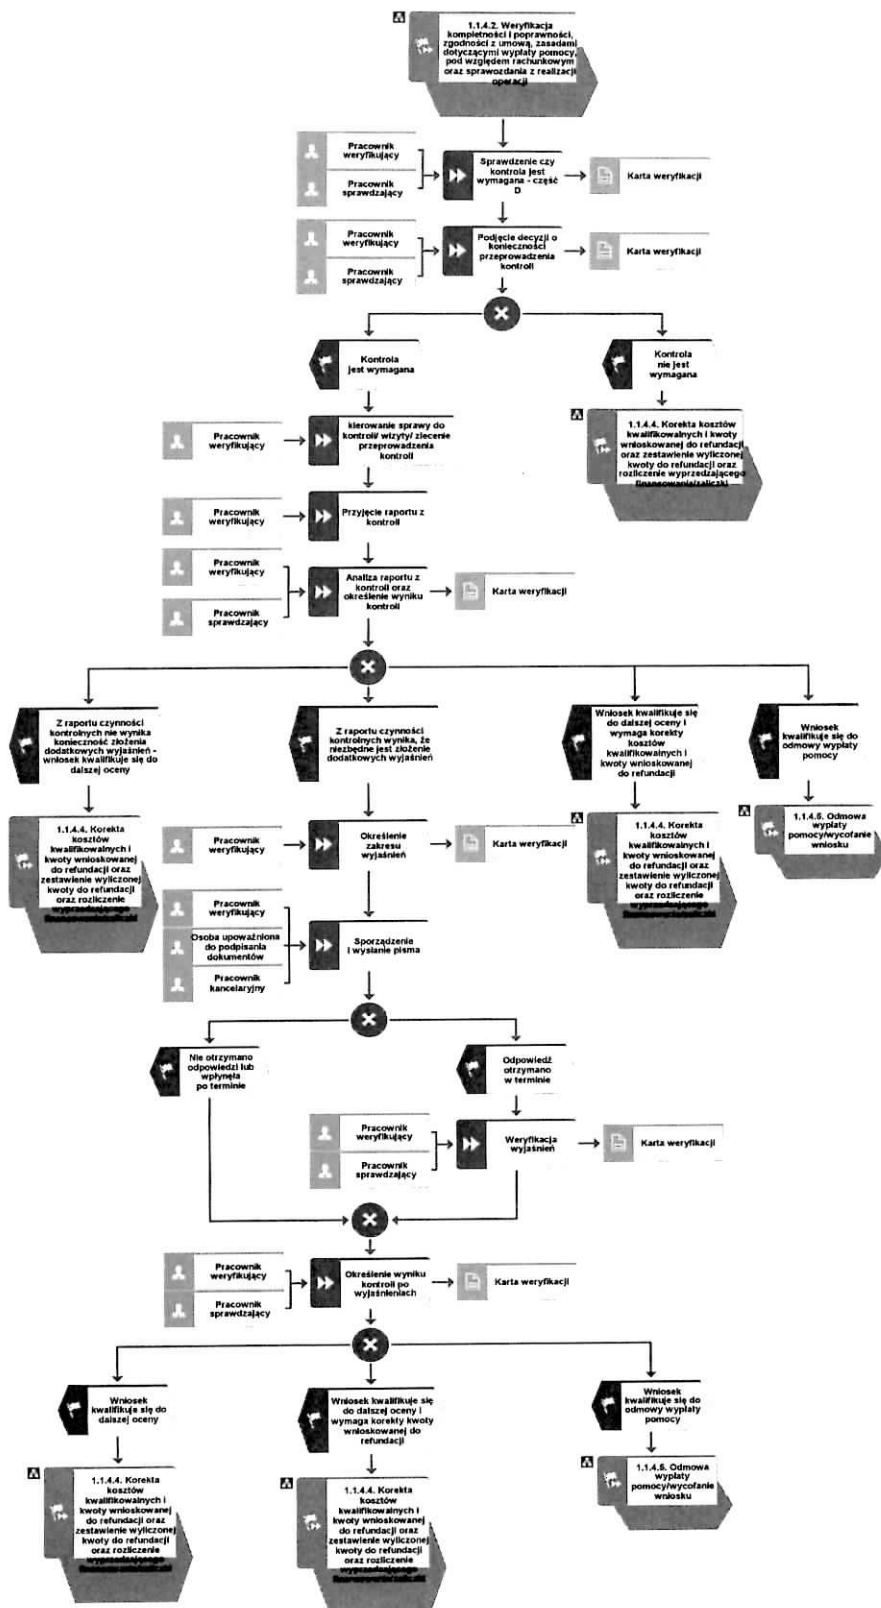 1.1.4.2. Weryfikacja
kompletności i poprawności,
zgodności z umową, zasadami
dotyczącymi wypłaty pomocy,
pod względem rachunkowym
oraz sprawozdania z realizacji
operacji
Pracownik
weryfikujący
Pracownik
sprawdzający
Sprawdzenie czy
kontrola jest
wymagana - część
D
Karta weryfikacji
Pracownik
weryfikujący
Pracownik
sprawdzający
Podjęcie decyzji o
konieczności
przeprowadzenia
kontroli
Karta weryfikacji
Kontrola
jest wymagana
Kontrola
nie jest
wymagana
Pracownik
weryfikujący
kierowanie sprawy do
kontroli/ wizyty/ zlecenie
przeprowadzenia
kontroli
1.1.4.4. Korekta kosztów
kwalifikowalnych i kwoty
wnioskowanej do refundacji
oraz zestawienie wyliczonej
kwoty do refundacji oraz
rozliczenie wyprzedzającego
finansowania/zaliczki
Pracownik
weryfikujący
Przyjęcie raportu z
kontroli
Pracownik
weryfikujący
Pracownik
sprawdzający
Analiza raportu z
kontroli oraz
określenie wyniku
kontroli
Karta weryfikacji
Z raportu czynności
kontrolnych nie wynika
konieczność złożenia
dodatkowych wyjaśnień -
wniosek kwalifikuje się do
dalszej oceny
Z raportu czynności
kontrolnych wynika, że
niezbędne jest złożenie
dodatkowych wyjaśnień
Wniosek kwalifikuje się
do dalszej oceny i
wymaga korekty
kosztów
kwalifikowalnych i
kwoty wnioskowanej
do refundacji
Wniosek
kwalifikuje się do
odmowy wypłaty
pomocy
1.1.4.4. Korekta
kosztów
kwalifikowalnych i
kwoty wnioskowanej
do refundacji oraz
zestawienie wyliczonej
kwoty do refundacji
oraz rozliczenie
wyprzedzającego
Pracownik
weryfikujący
Określenie
zakresu
wyjaśnień
Karta weryfikacji
1.1.4.4. Korekta
kosztów
kwalifikowalnych i
kwoty wnioskowanej
do refundacji oraz
zestawienie wyliczonej
kwoty do refundacji
oraz rozliczenie
wyprzedzającego
1.1.4.5. Odmowa
wypłaty
pomocy/wycofanie
wniosku
Pracownik
weryfikujący
Osoba upoważniona
do podpisania
dokumentów
Pracownik
kancelaryjny
Sporządzenie
i wysłanie pisma
Nie otrzymano
odpowiedzi lub
wpłynęła
po terminie
Odpowiedź
otrzymano
w terminie
Pracownik
weryfikujący
Pracownik
sprawdzający
Weryfikacja
wyjaśnień
Karta weryfikacji
Pracownik
weryfikujący
Pracownik
sprawdzający
Określenie wyniku
kontroli po
wyjaśnieniach
Karta weryfikacji
Wniosek
kwalifikuje się do
dalszej oceny
Wniosek kwalifikuje się
do dalszej oceny i
wymaga korekty kwoty
wnioskowanej do
refundacji
Wniosek
kwalifikuje się do
odmowy wypłaty
pomocy
1.1.4.4. Korekta
kosztów
kwalifikowalnych i
kwoty wnioskowanej
do refundacji oraz
zestawienie wyliczonej
kwoty do refundacji
oraz rozliczenie
wyprzedzającego
1.1.4.4. Korekta
kosztów
kwalifikowalnych i
kwoty wnioskowanej
do refundacji oraz
zestawienie wyliczonej
kwoty do refundacji
oraz rozliczenie
wyprzedzającego
1.1.4.5. Odmowa
wypłaty
pomocy/wycofanie
wniosku